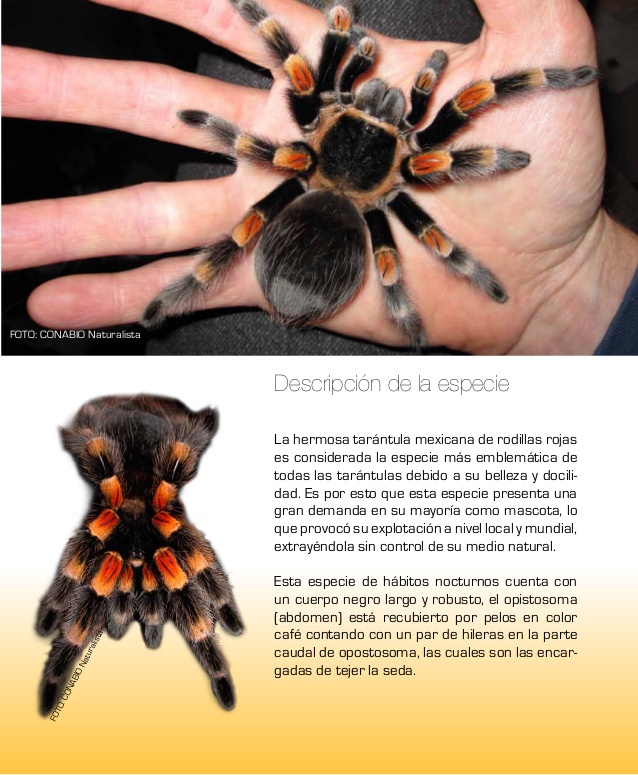 FOTO: CONABIO Naturalista
Descripción de la especie
La hermosa tarántula mexicana de rodillas rojas
es considerada la especie más emblemática de
todas las tarántulas debido a su belleza y docili-
dad. Es por esto que esta especie presenta una
gran demanda en su mayoría como mascota, lo
que provocó su explotación a nivel local y mundial,
extrayéndola sin control de su medio natural.
Esta especie de hábitos nocturnos cuenta con
un cuerpo negro largo y robusto, el opistosoma
(abdomen) está recubierto por pelos en color
café contando con un par de hileras en la parte
caudal de opostosoma, las cuales son las encar-
gadas de tejer la seda.
FOTO: CONABIO Naturalista